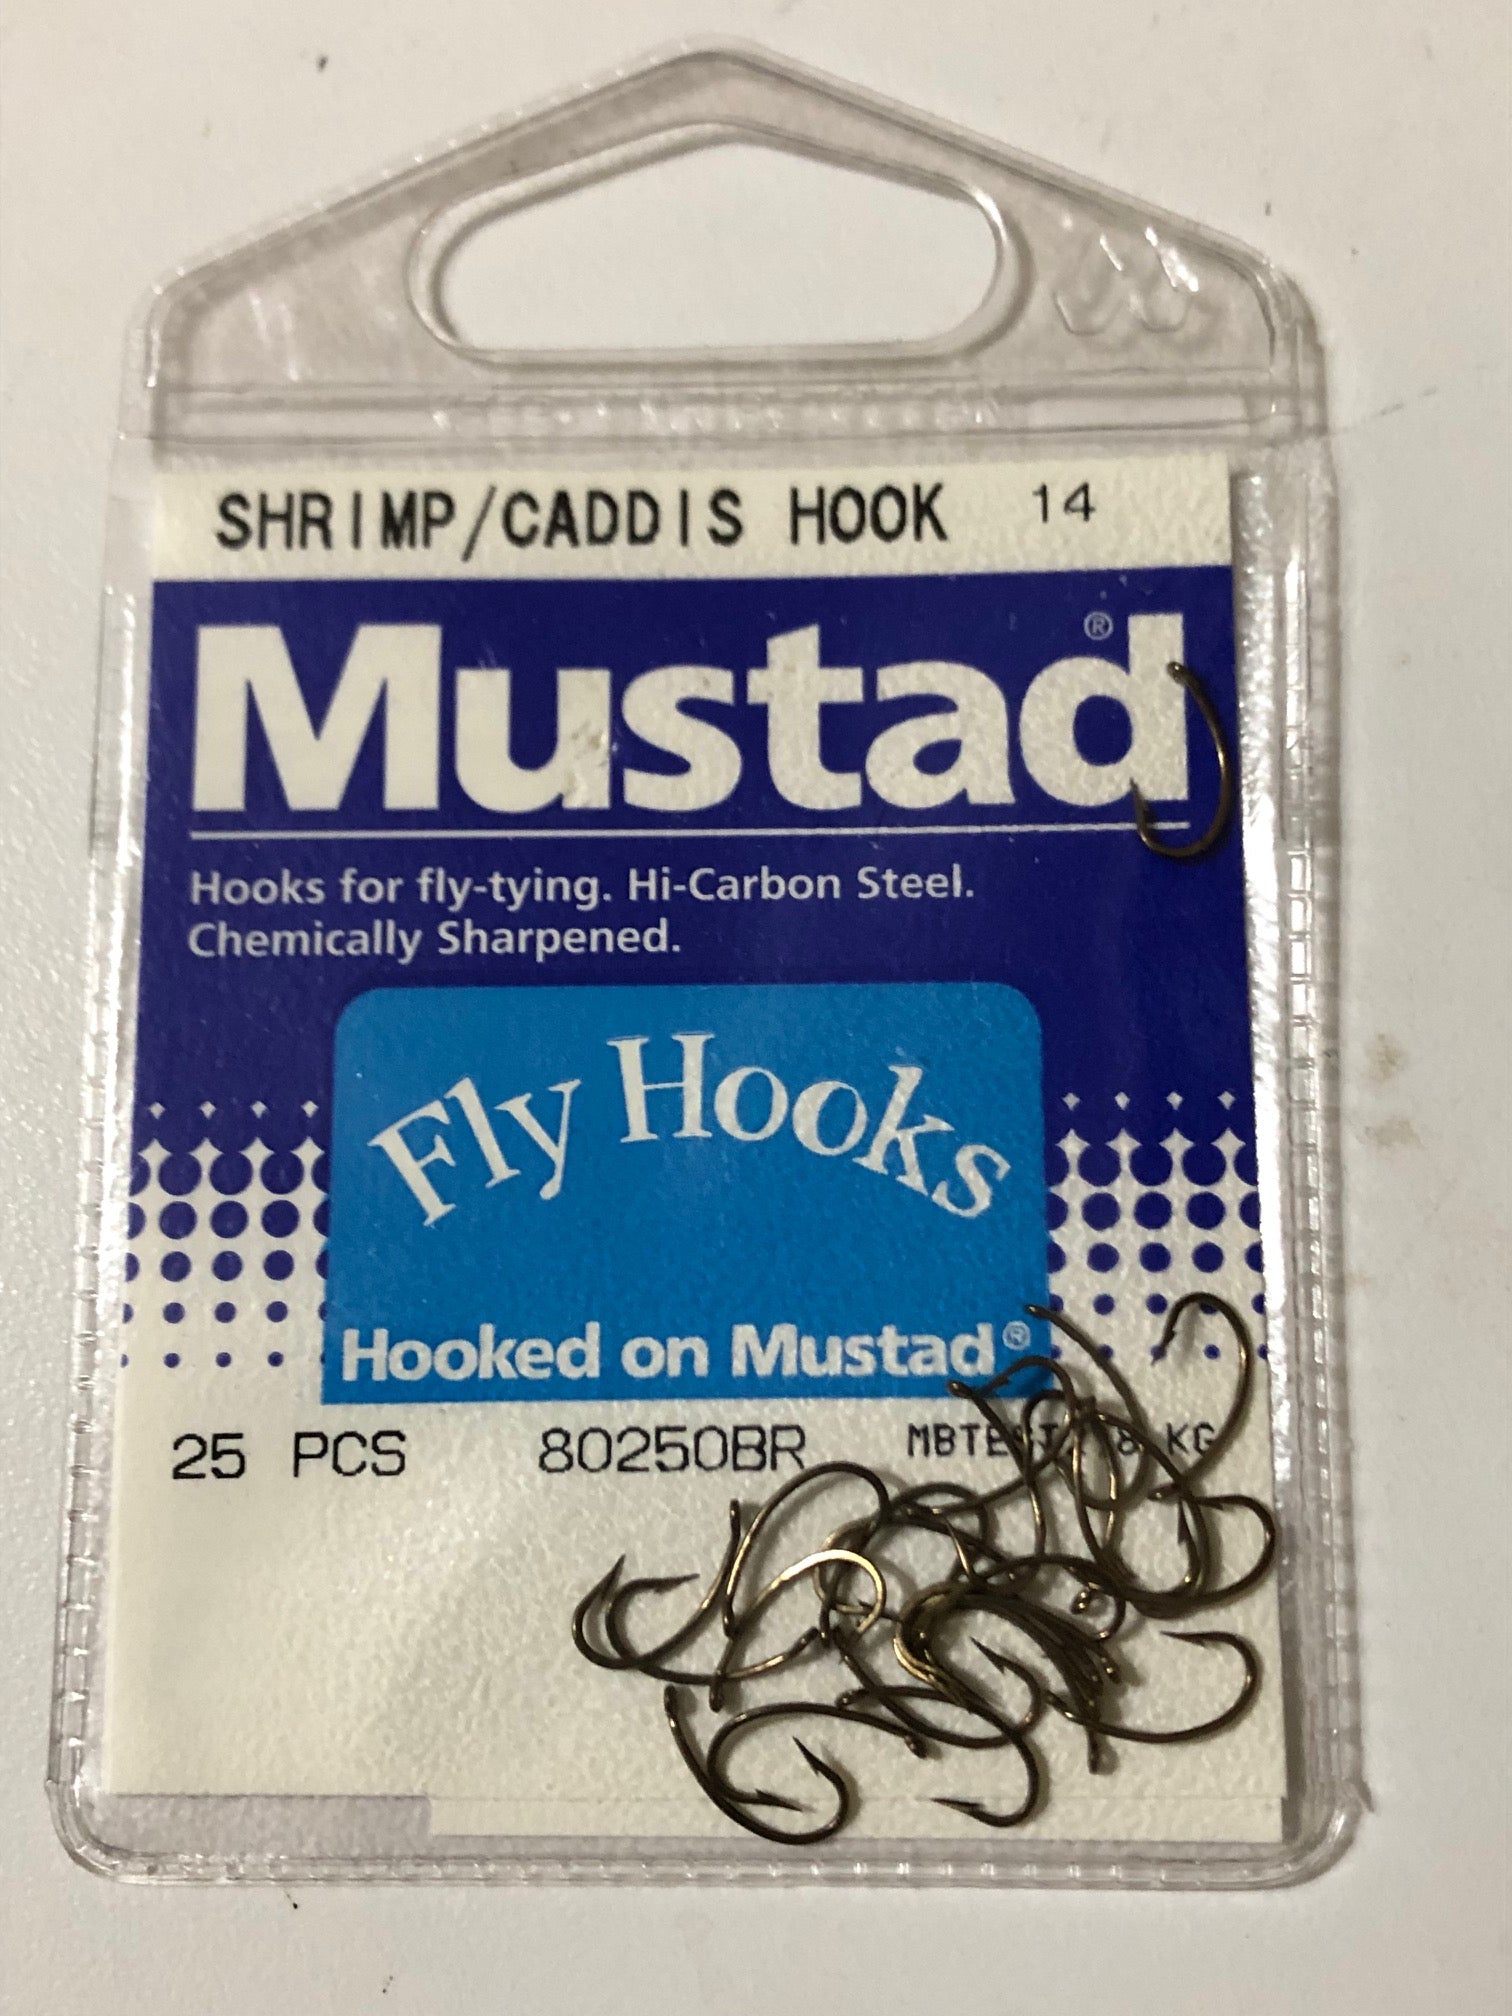 SHRIMP/CADDIS HOOK 14
Mustad®
Hooks for fly-tying. Hi-Carbon Steel.
Chemically Sharpened.
Fly Hooks
Hooked on Mustad®
25 PCS 80250BR KG